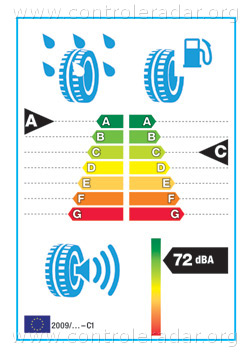 www.controleradar.org
A A A
B B
C C C
D D
E E
F F
G G
72 dBA
2009/... - C1
www.controleradar.org